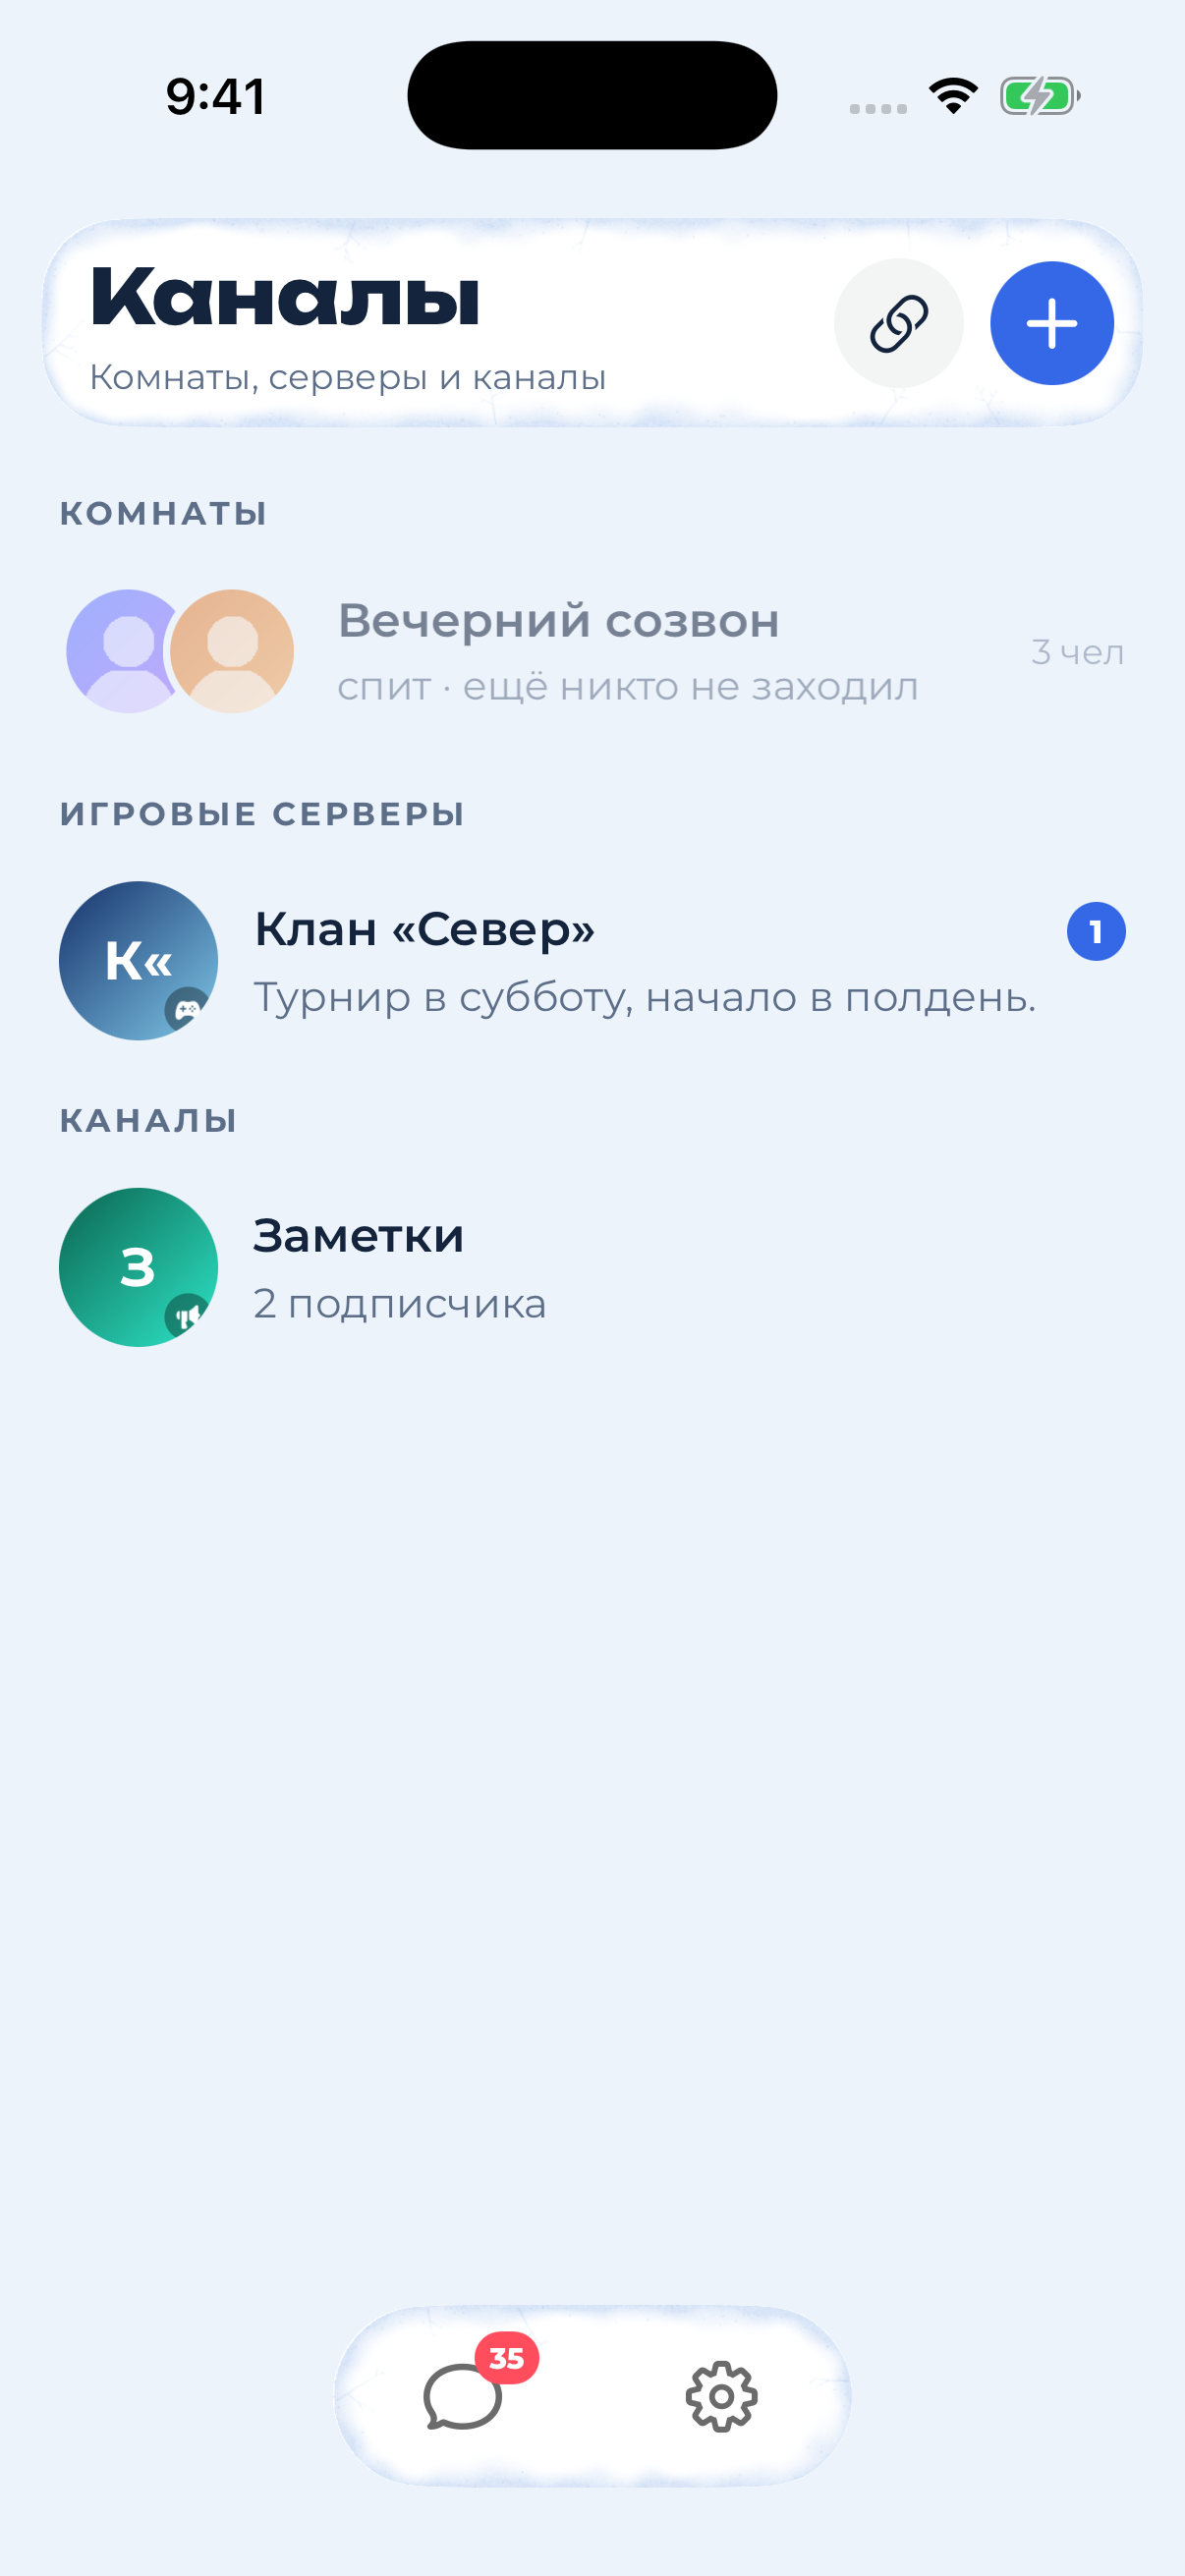 9:41
Каналы
Комнаты, серверы и каналы
КОМНАТЫ
Вечерний созвон
спит · ещё никто не заходил
3 чел
ИГРОВЫЕ СЕРВЕРЫ
К«
Клан «Север»
1
Турнир в субботу, начало в полдень.
КАНАЛЫ
З
Заметки
2 подписчика
35